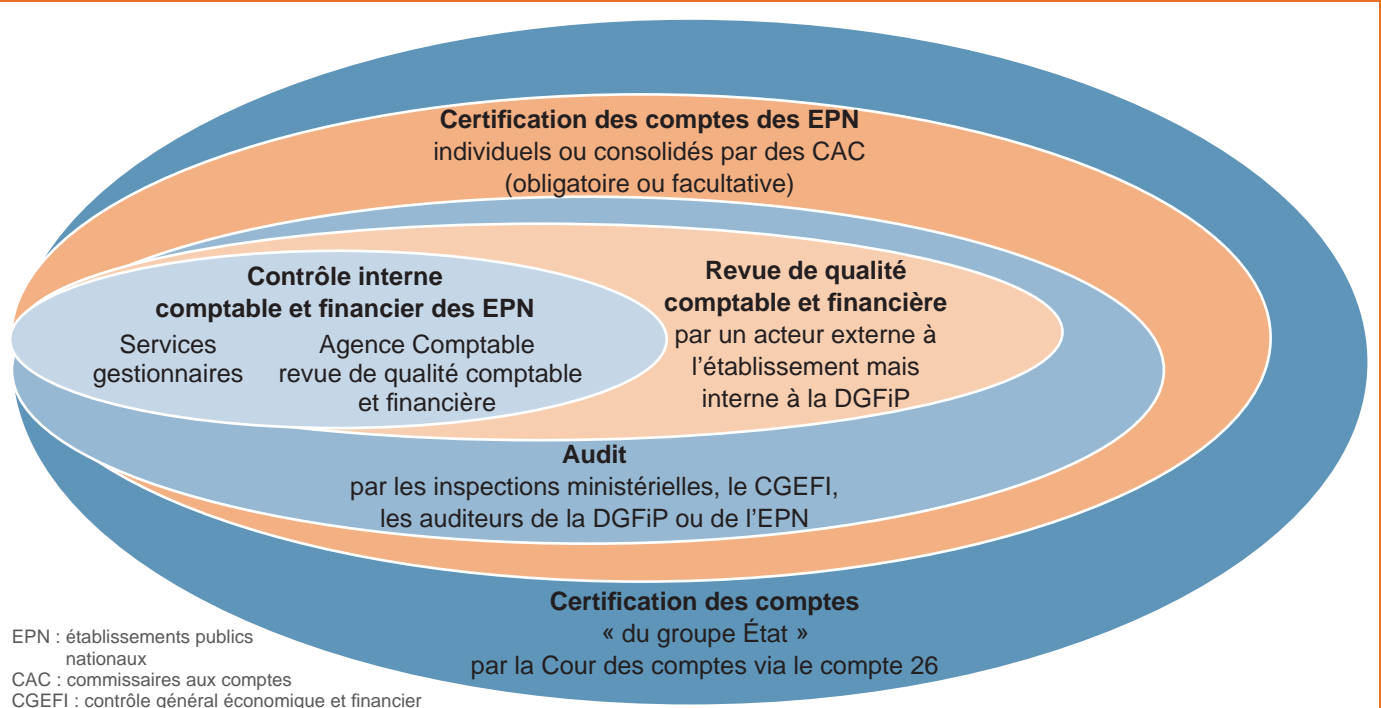 Certification des comptes des EPN
individuels ou consolidés par des CAC
(obligatoire ou facultative)
Contrôle interne
comptable et financier des EPN
Services
gestionnaires
Agence Comptable
revue de qualité comptable
et financière
Revue de qualité
comptable et financière
par un acteur externe à
l’établissement mais
interne à la DGFiP
Audit
par les inspections ministérielles, le CGEFI,
les auditeurs de la DGFiP ou de l’EPN
Certification des comptes
« du groupe État »
par la Cour des comptes via le compte 26
EPN : établissements publics
nationaux
CAC : commissaires aux comptes
CGEFI : contrôle général économique et financier